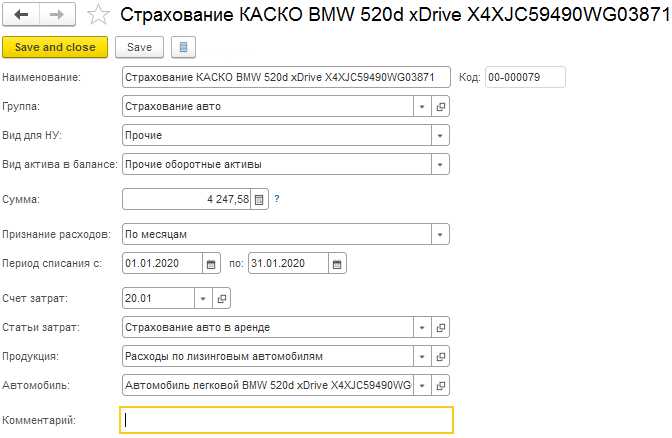 Страхование КАСКО BMW 520d xDrive X4XJC59490WG03871
Save and close Save
Наименование: Страхование КАСКО BMW 520d xDrive X4XJC59490WG03871 Код: 00-000079
Группа: Страхование авто
Вид для НУ: Прочие
Вид актива в балансе: Прочие оборотные активы
Сумма: 4 247,58 ?
Признание расходов: По месяцам
Период списания с: 01.01.2020 по: 31.01.2020
Счет затрат: 20.01
Статьи затрат: Страхование авто в аренде
Продукция: Расходы по лизинговым автомобилям
Автомобиль: Автомобиль легковой BMW 520d xDrive X4XJC59490WG
Комментарий: